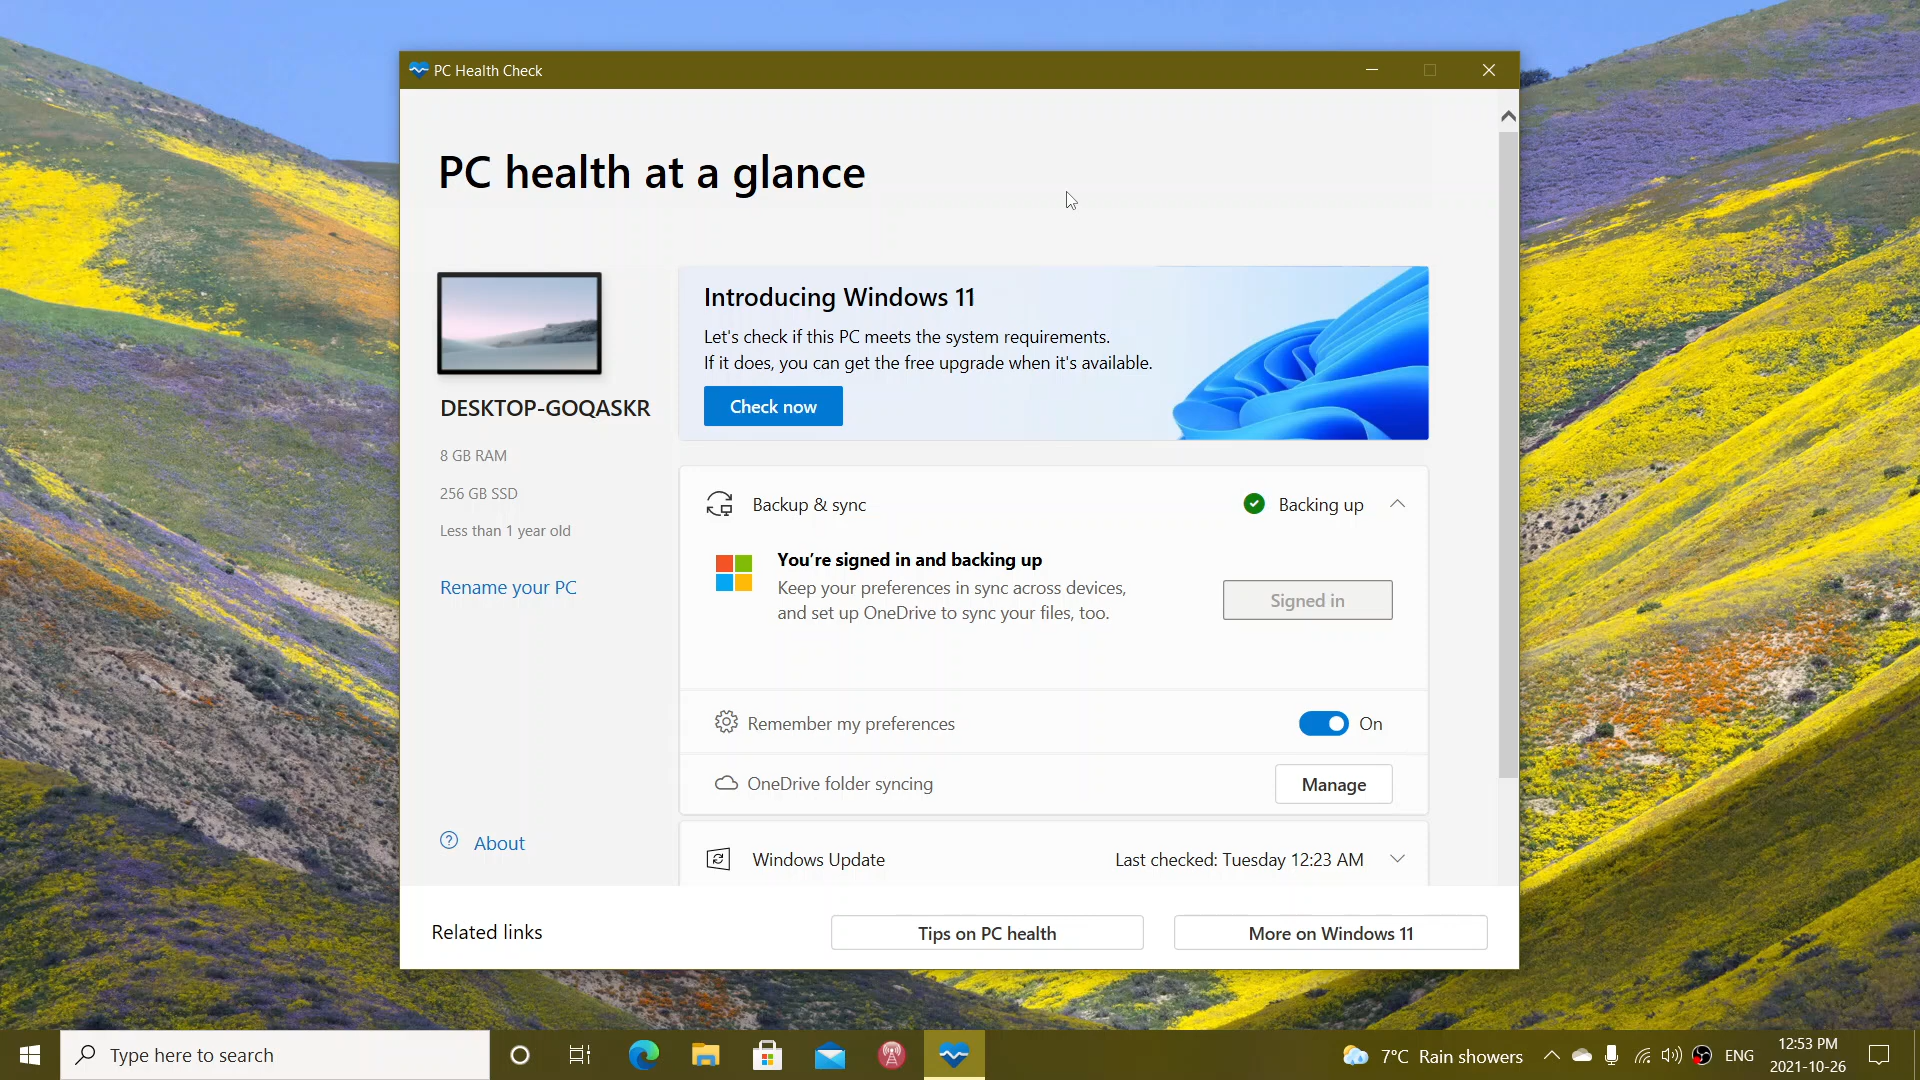 PC Health Check
PC health at a glance
DESKTOP-GOQASKR
8 GB RAM
256 GB SSD
Less than 1 year old
Rename your PC
About
Introducing Windows 11
Let's check if this PC meets the system requirements.
If it does, you can get the free upgrade when it's available.
Check now
Backup & sync
Backing up
You're signed in and backing up
Keep your preferences in sync across devices,
and set up OneDrive to sync your files, too.
Signed in
Remember my preferences
On
OneDrive folder syncing
Manage
Windows Update
Last checked: Tuesday 12:23 AM
Related links
Tips on PC health
More on Windows 11
Type here to search
7°C Rain showers
ENG
12:53 PM
2021-10-26